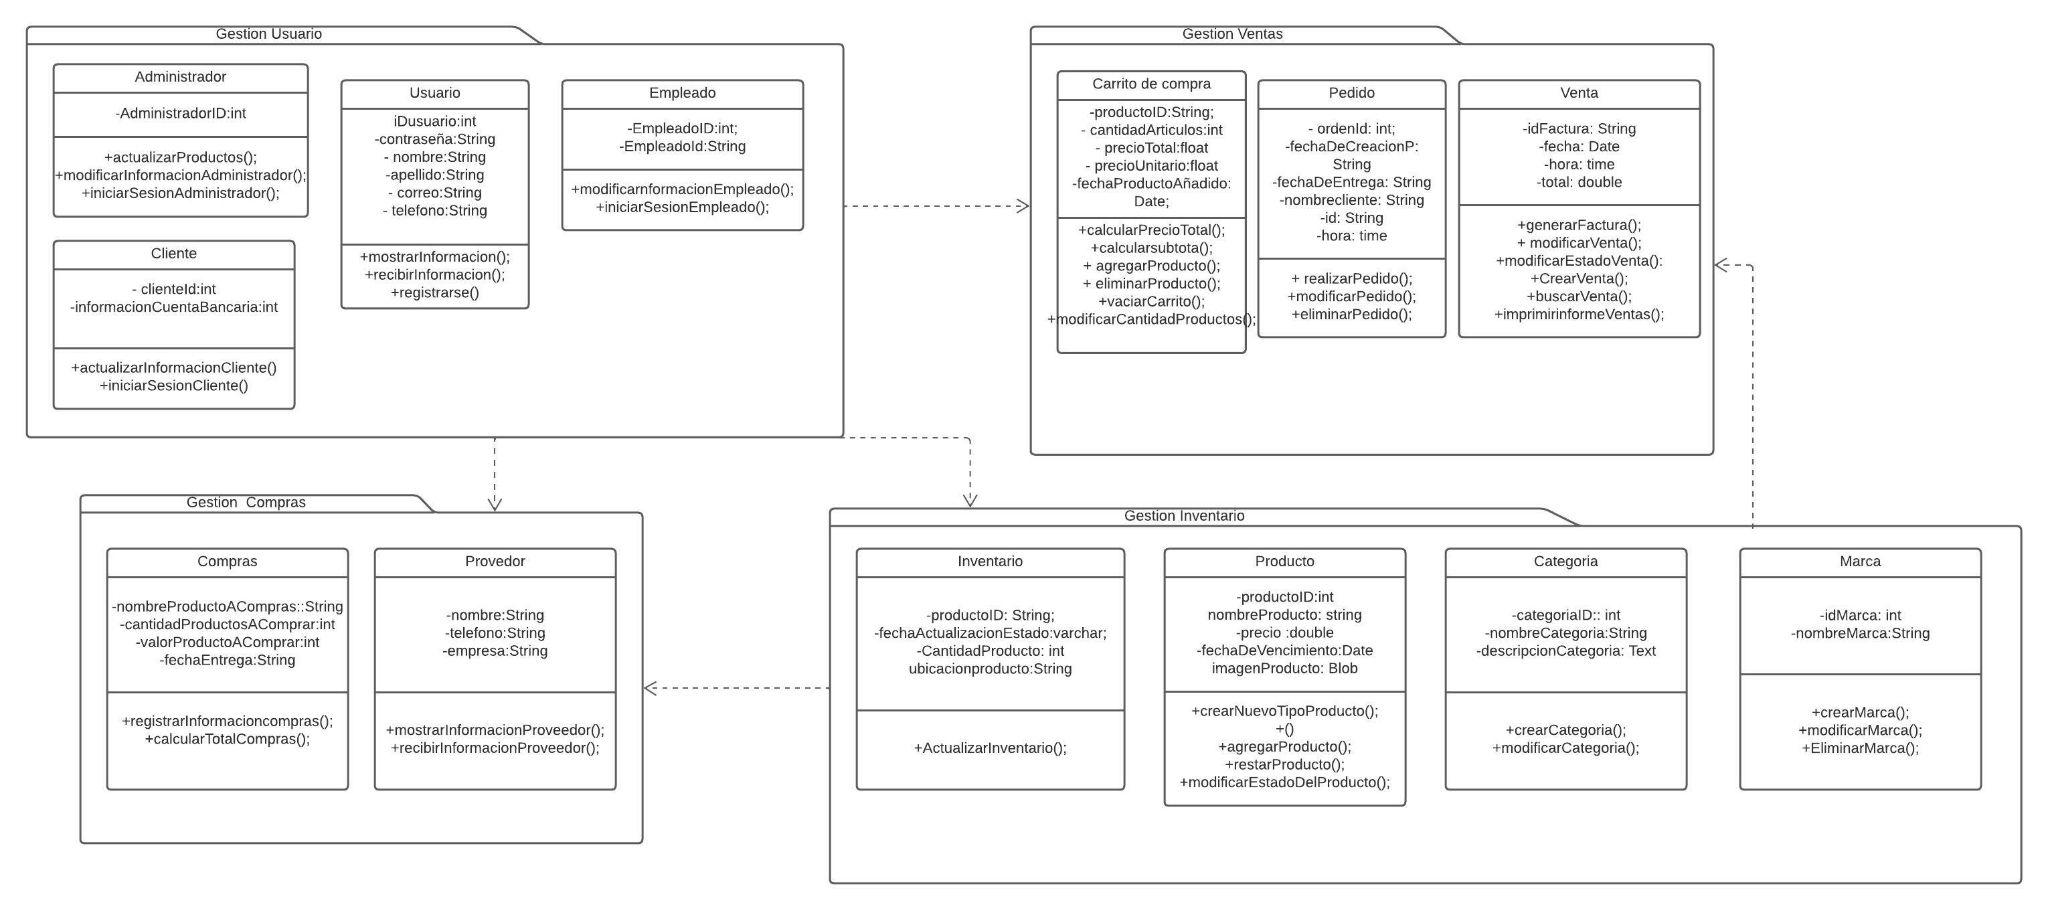 Gestion Usuario
Administrador
-AdministradorID:int
+actualizarProductos();
+modificarInformacionAdministrador();
+iniciarSesionAdministrador();
Usuario
iDusuario:int
-contraseña:String
- nombre:String
-apellido:String
- correo:String
- telefono:String
+mostrarInformacion();
+recibirInformacion();
+registrarse()
Empleado
-EmpleadoID:int;
-EmpleadoId:String
+modificarnformacionEmpleado();
+iniciarSesionEmpleado();
Cliente
- clienteId:int
-informacionCuentaBancaria:int
+actualizarInformacionCliente()
+iniciarSesionCliente()
Gestion Ventas
Carrito de compra
-productoID:String;
- cantidadArticulos:int
- precioTotal:float
- precioUnitario:float
-fechaProductoAñadido:
Date;
+calcularPrecioTotal();
+calcularsubtota();
+ agregarProducto();
+ eliminarProducto();
+vaciarCarrito();
+modificarCantidadProductos();
Pedido
- ordenId: int;
-fechaDeCreacionP:
String
-fechaDeEntrega: String
-nombrecliente: String
-id: String
-hora: time
+ realizarPedido();
+modificarPedido();
+eliminarPedido();
Venta
-idFactura: String
-fecha: Date
-hora: time
-total: double
+generarFactura();
+ modificarVenta();
+modificarEstadoVenta():
+CrearVenta();
+buscarVenta();
+imprimirinformeVentas();
Gestion  Compras
Compras
-nombreProductoACompras::String
-cantidadProductosAComprar:int
-valorProductoAComprar:int
-fechaEntrega:String
+registrarInformacioncompras();
+calcularTotalCompras();
Provedor
-nombre:String
-telefono:String
-empresa:String
+mostrarInformacionProveedor();
+recibirInformacionProveedor();
Gestion Inventario
Inventario
-productoID: String;
-fechaActualizacionEstado:varchar;
-CantidadProducto: int
ubicacionproducto:String
+ActualizarInventario();
Producto
-productoID:int
nombreProducto: string
-precio :double
-fechaDeVencimiento:Date
imagenProducto: Blob
+crearNuevoTipoProducto();
+()
+agregarProducto();
+restarProducto();
+modificarEstadoDelProducto();
Categoria
-categoriaID:: int
-nombreCategoria:String
-descripcionCategoria: Text
+crearCategoria();
+modificarCategoria();
Marca
-idMarca: int
-nombreMarca:String
+crearMarca();
+modificarMarca();
+EliminarMarca();